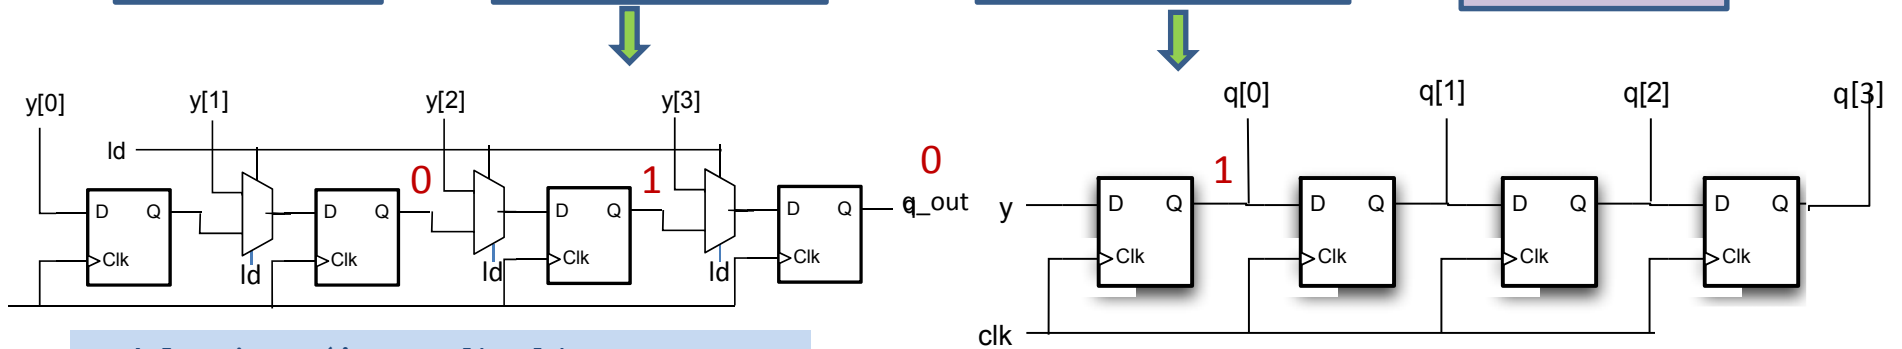 y[0] y[1] y[2] y[3] q[0] q[1] q[2] q[3]
ld 0 1 0 1
D Q D Q D Q D Q q_out y D Q D Q D Q D Q
Clk Clk Clk Clk Clk Clk Clk Clk
ld ld ld
clk